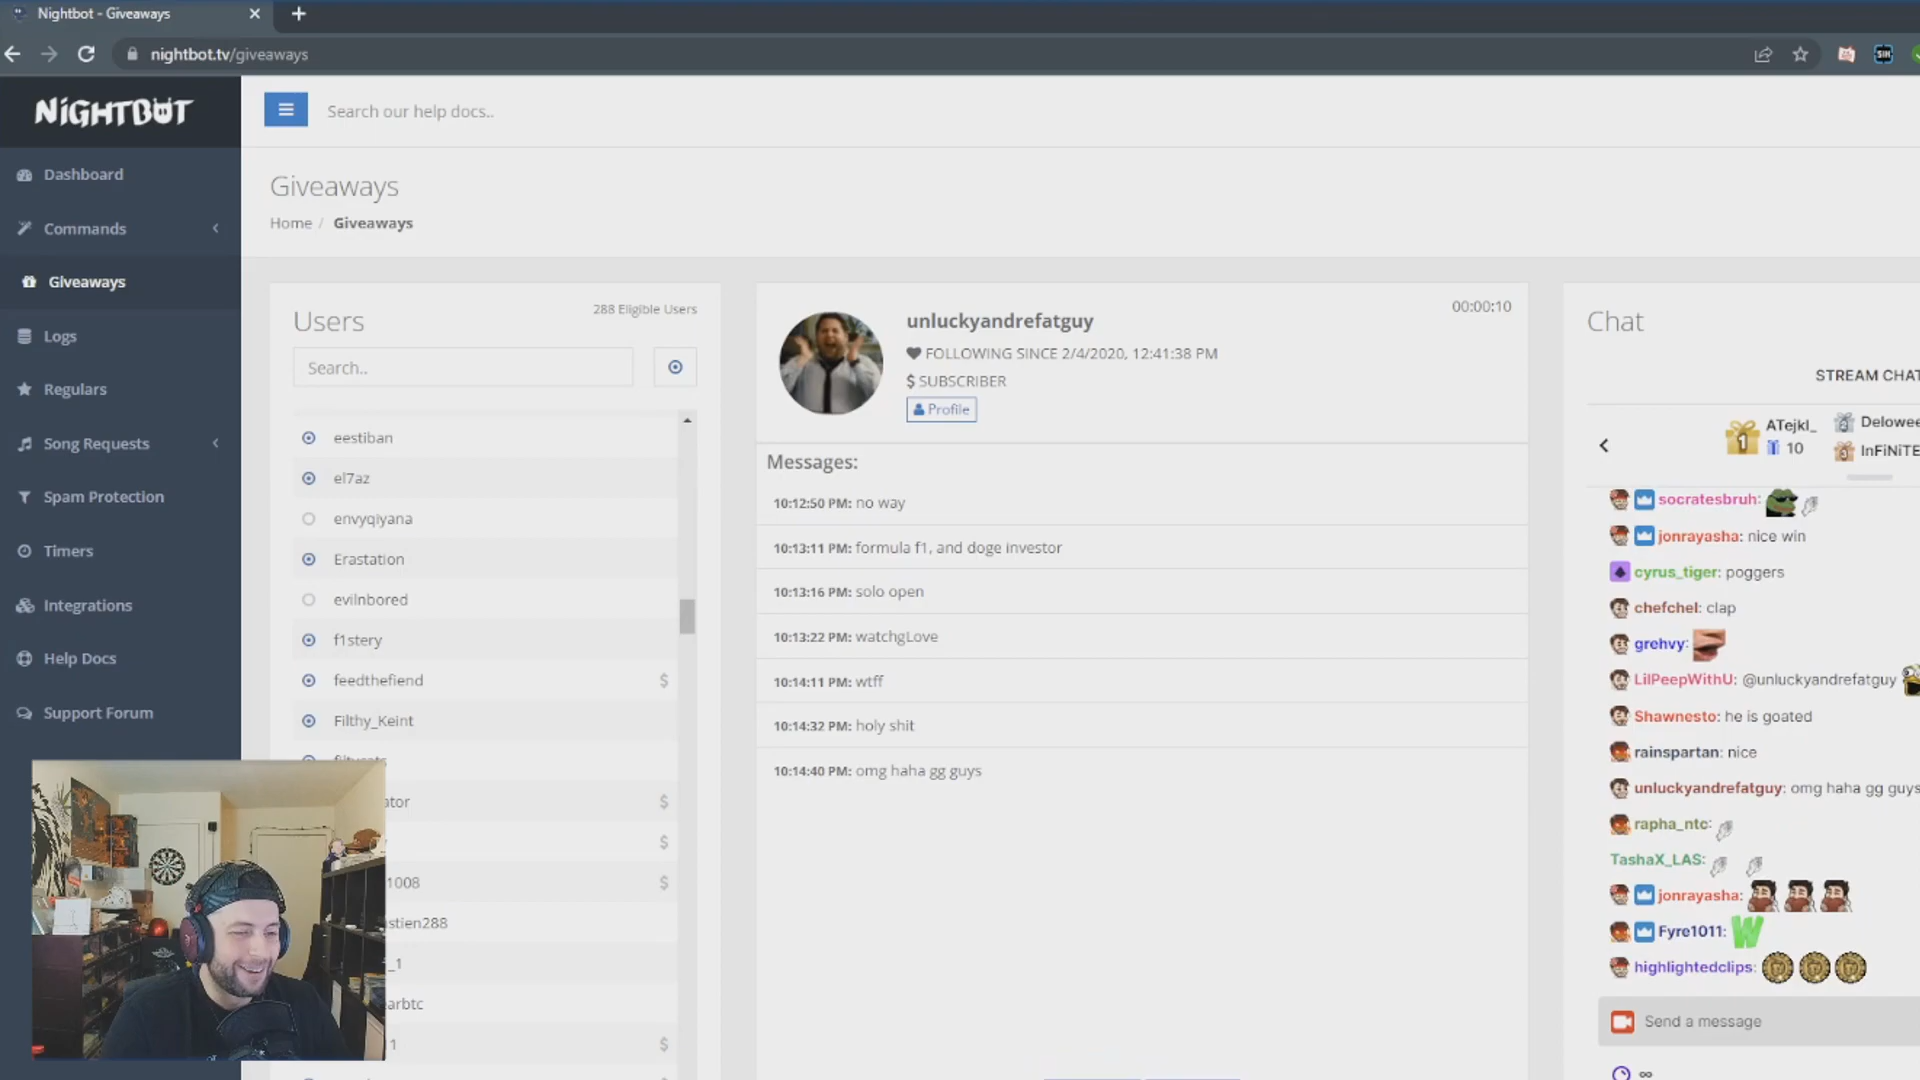 Nightbot - Giveaways
nightbot.tv/giveaways
NiGHTBOT
Search our help docs..
Dashboard
Commands
Giveaways
Logs
Regulars
Song Requests
Spam Protection
Timers
Integrations
Help Docs
Support Forum
Giveaways
Home / Giveaways
Users
288 Eligible Users
Search..
eestiban
el7az
envyqiyana
Erastation
evilnbored
f1stery
feedthefiend $
Filthy_Keint
ator $
$
1008 $
stien288
_1
arbtc
1 $
unluckyandrefatguy
00:00:10
FOLLOWING SINCE 2/4/2020, 12:41:38 PM
$ SUBSCRIBER
Profile
Messages:
10:12:50 PM: no way
10:13:11 PM: formula f1, and doge investor
10:13:16 PM: solo open
10:13:22 PM: watchgLove
10:14:11 PM: wtff
10:14:32 PM: holy shit
10:14:40 PM: omg haha gg guys
Chat
STREAM CHAT
1 ATejkl_
10
2 Delowee
3 InFiNiTE
socratesbruh:
jonrayasha: nice win
cyrus_tiger: poggers
chefchel: clap
grehvy:
LilPeepWithU: @unluckyandrefatguy
Shawnesto: he is goated
rainspartan: nice
unluckyandrefatguy: omg haha gg guys
rapha_ntc:
TashaX_LAS:
jonrayasha:
Fyre1011: W
highlightedclips:
Send a message
∞